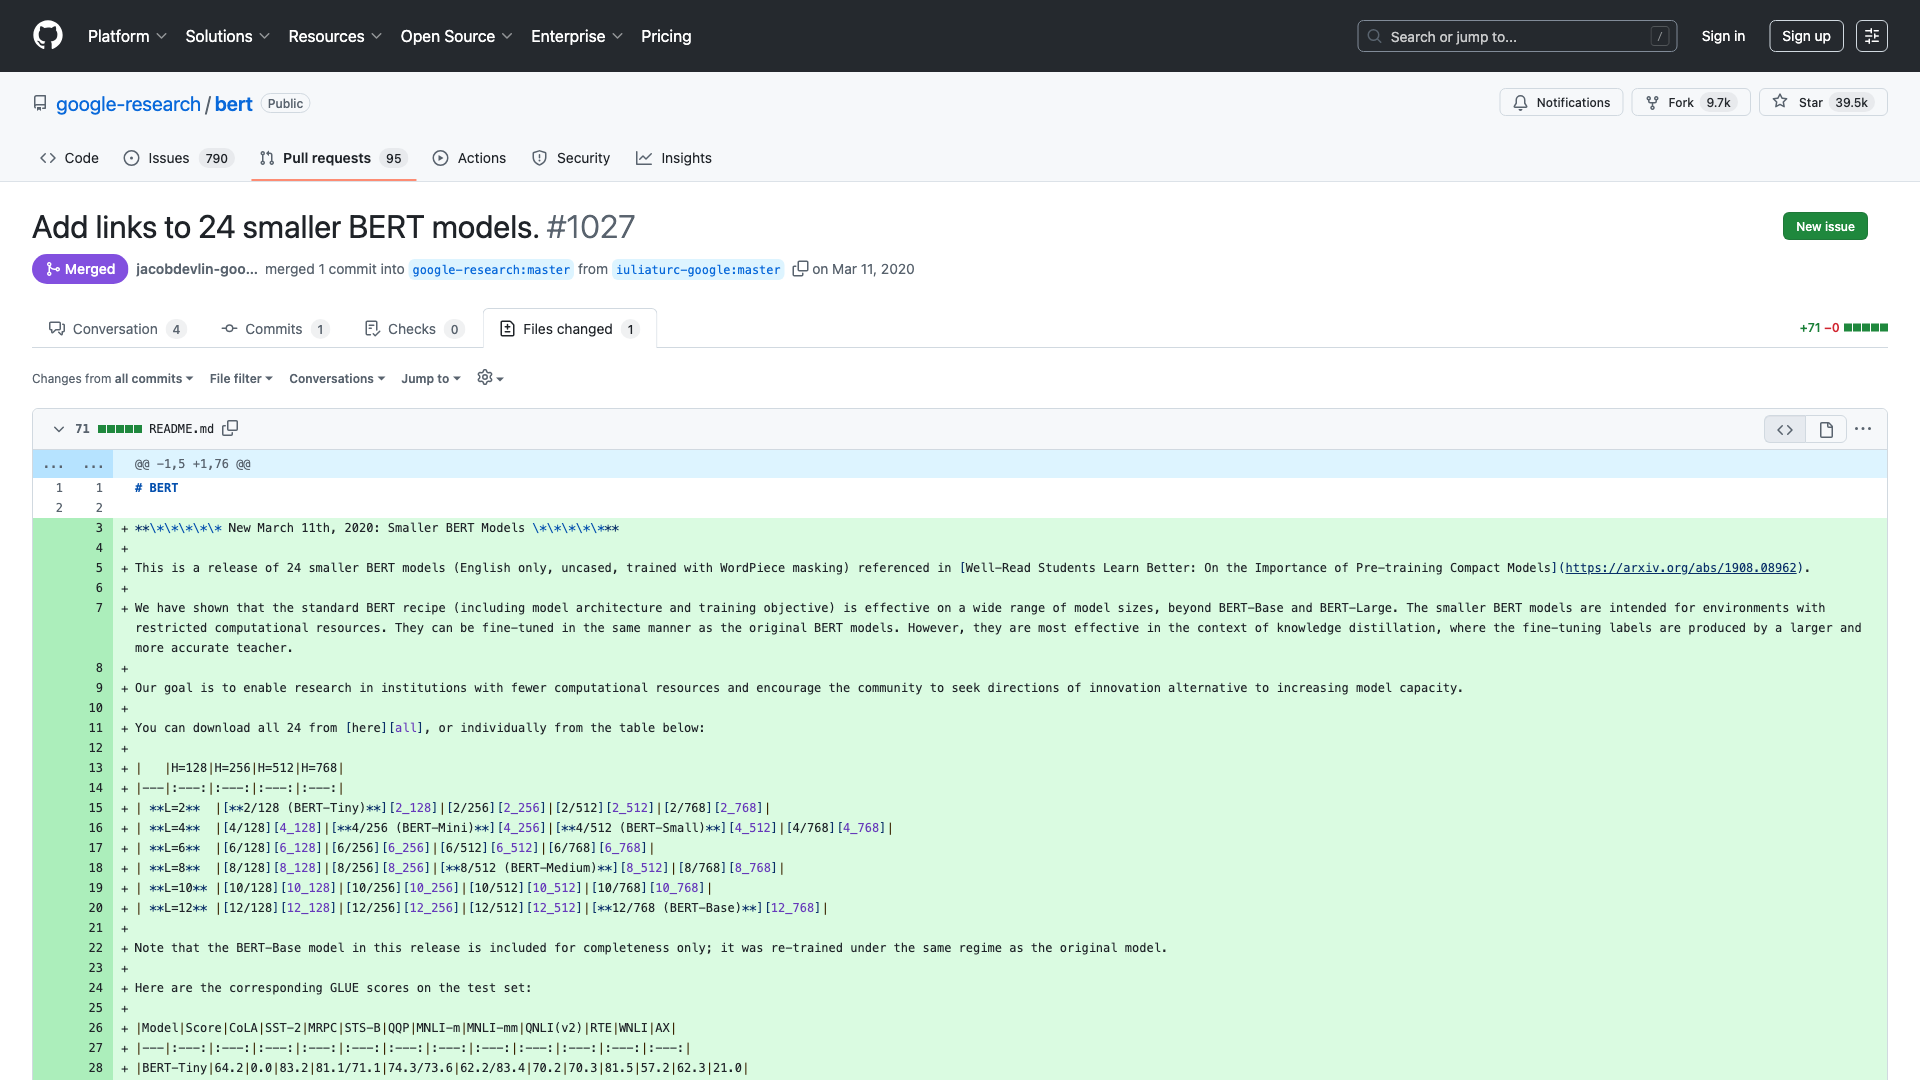 Platform Solutions Resources Open Source Enterprise Pricing Search or jump to... / Sign in Sign up
google-research / bert Public Notifications Fork 9.7k Star 39.5k
Code Issues 790 Pull requests 95 Actions Security Insights
Add links to 24 smaller BERT models. #1027 New issue
Merged jacobdevlin-goo... merged 1 commit into google-research:master from iuliaturc-google:master on Mar 11, 2020
Conversation 4 Commits 1 Checks 0 Files changed 1 +71 −0
Changes from all commits File filter Conversations Jump to
71 README.md
... ... @@ -1,5 +1,76 @@
1 1 # BERT
2 2
3 + **\*\*\*\*\* New March 11th, 2020: Smaller BERT Models \*\*\*\*\***
4 +
5 + This is a release of 24 smaller BERT models (English only, uncased, trained with WordPiece masking) referenced in [Well-Read Students Learn Better: On the Importance of Pre-training Compact Models](https://arxiv.org/abs/1908.08962).
6 +
7 + We have shown that the standard BERT recipe (including model architecture and training objective) is effective on a wide range of model sizes, beyond BERT-Base and BERT-Large. The smaller BERT models are intended for environments with
restricted computational resources. They can be fine-tuned in the same manner as the original BERT models. However, they are most effective in the context of knowledge distillation, where the fine-tuning labels are produced by a larger and
more accurate teacher.
8 +
9 + Our goal is to enable research in institutions with fewer computational resources and encourage the community to seek directions of innovation alternative to increasing model capacity.
10 +
11 + You can download all 24 from [here][all], or individually from the table below:
12 +
13 + |   |H=128|H=256|H=512|H=768|
14 + |---|:---:|:---:|:---:|:---:|
15 + | **L=2**  |[**2/128 (BERT-Tiny)**][2_128]|[2/256][2_256]|[2/512][2_512]|[2/768][2_768]|
16 + | **L=4**  |[4/128][4_128]|[**4/256 (BERT-Mini)**][4_256]|[**4/512 (BERT-Small)**][4_512]|[4/768][4_768]|
17 + | **L=6**  |[6/128][6_128]|[6/256][6_256]|[6/512][6_512]|[6/768][6_768]|
18 + | **L=8**  |[8/128][8_128]|[8/256][8_256]|[**8/512 (BERT-Medium)**][8_512]|[8/768][8_768]|
19 + | **L=10** |[10/128][10_128]|[10/256][10_256]|[10/512][10_512]|[10/768][10_768]|
20 + | **L=12** |[12/128][12_128]|[12/256][12_256]|[12/512][12_512]|[**12/768 (BERT-Base)**][12_768]|
21 +
22 + Note that the BERT-Base model in this release is included for completeness only; it was re-trained under the same regime as the original model.
23 +
24 + Here are the corresponding GLUE scores on the test set:
25 +
26 + |Model|Score|CoLA|SST-2|MRPC|STS-B|QQP|MNLI-m|MNLI-mm|QNLI(v2)|RTE|WNLI|AX|
27 + |---|:---:|:---:|:---:|:---:|:---:|:---:|:---:|:---:|:---:|:---:|:---:|:---:|
28 + |BERT-Tiny|64.2|0.0|83.2|81.1/71.1|74.3/73.6|62.2/83.4|70.2|70.3|81.5|57.2|62.3|21.0|